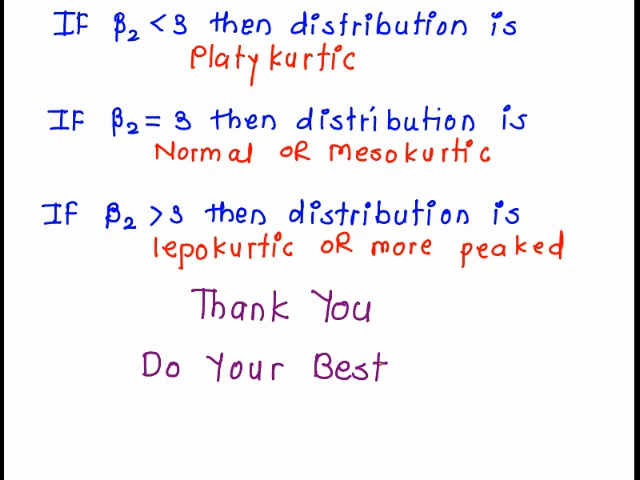 IF β₂ < 3 then distribution is
Platykurtic
IF β₂ = 3 then distribution is
Normal OR mesokurtic
If β₂ > 3 then distribution is
lepokurtic OR more peaked
Thank You
Do Your Best